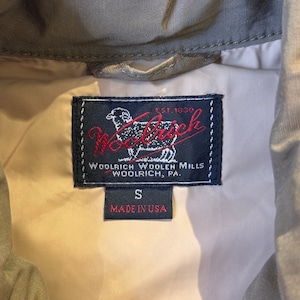 EST. 1830
Woolrich
WOOLRICH WOOLEN MILLS
WOOLRICH, PA.
S
MADE IN USA